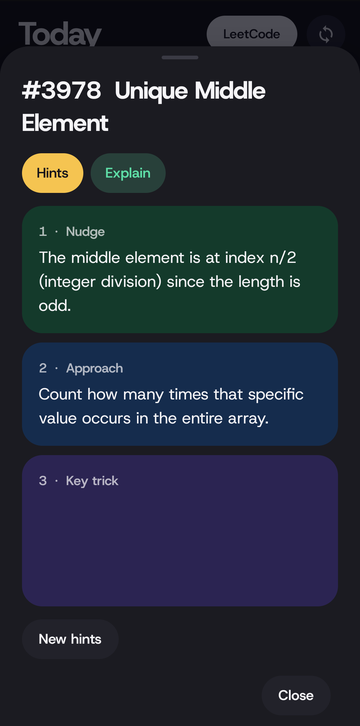 Today
LeetCode
#3978 Unique Middle
Element
Hints
Explain
1 · Nudge
The middle element is at index n/2
(integer division) since the length is
odd.
2 · Approach
Count how many times that specific
value occurs in the entire array.
3 · Key trick
New hints
Close